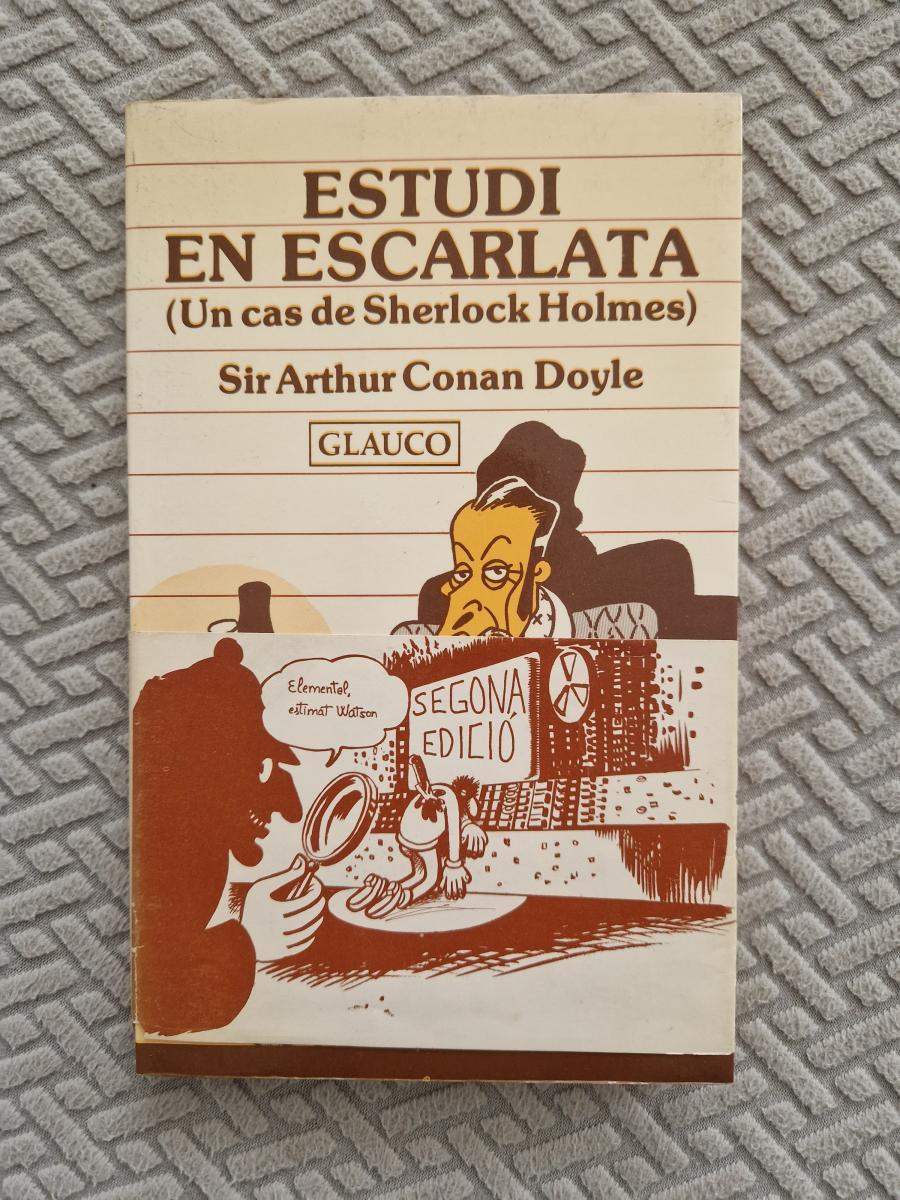 ESTUDI
EN ESCARLATA
(Un cas de Sherlock Holmes)
Sir Arthur Conan Doyle
GLAUCO
Elemental,
estimat Watson
SEGONA
EDICIÓ